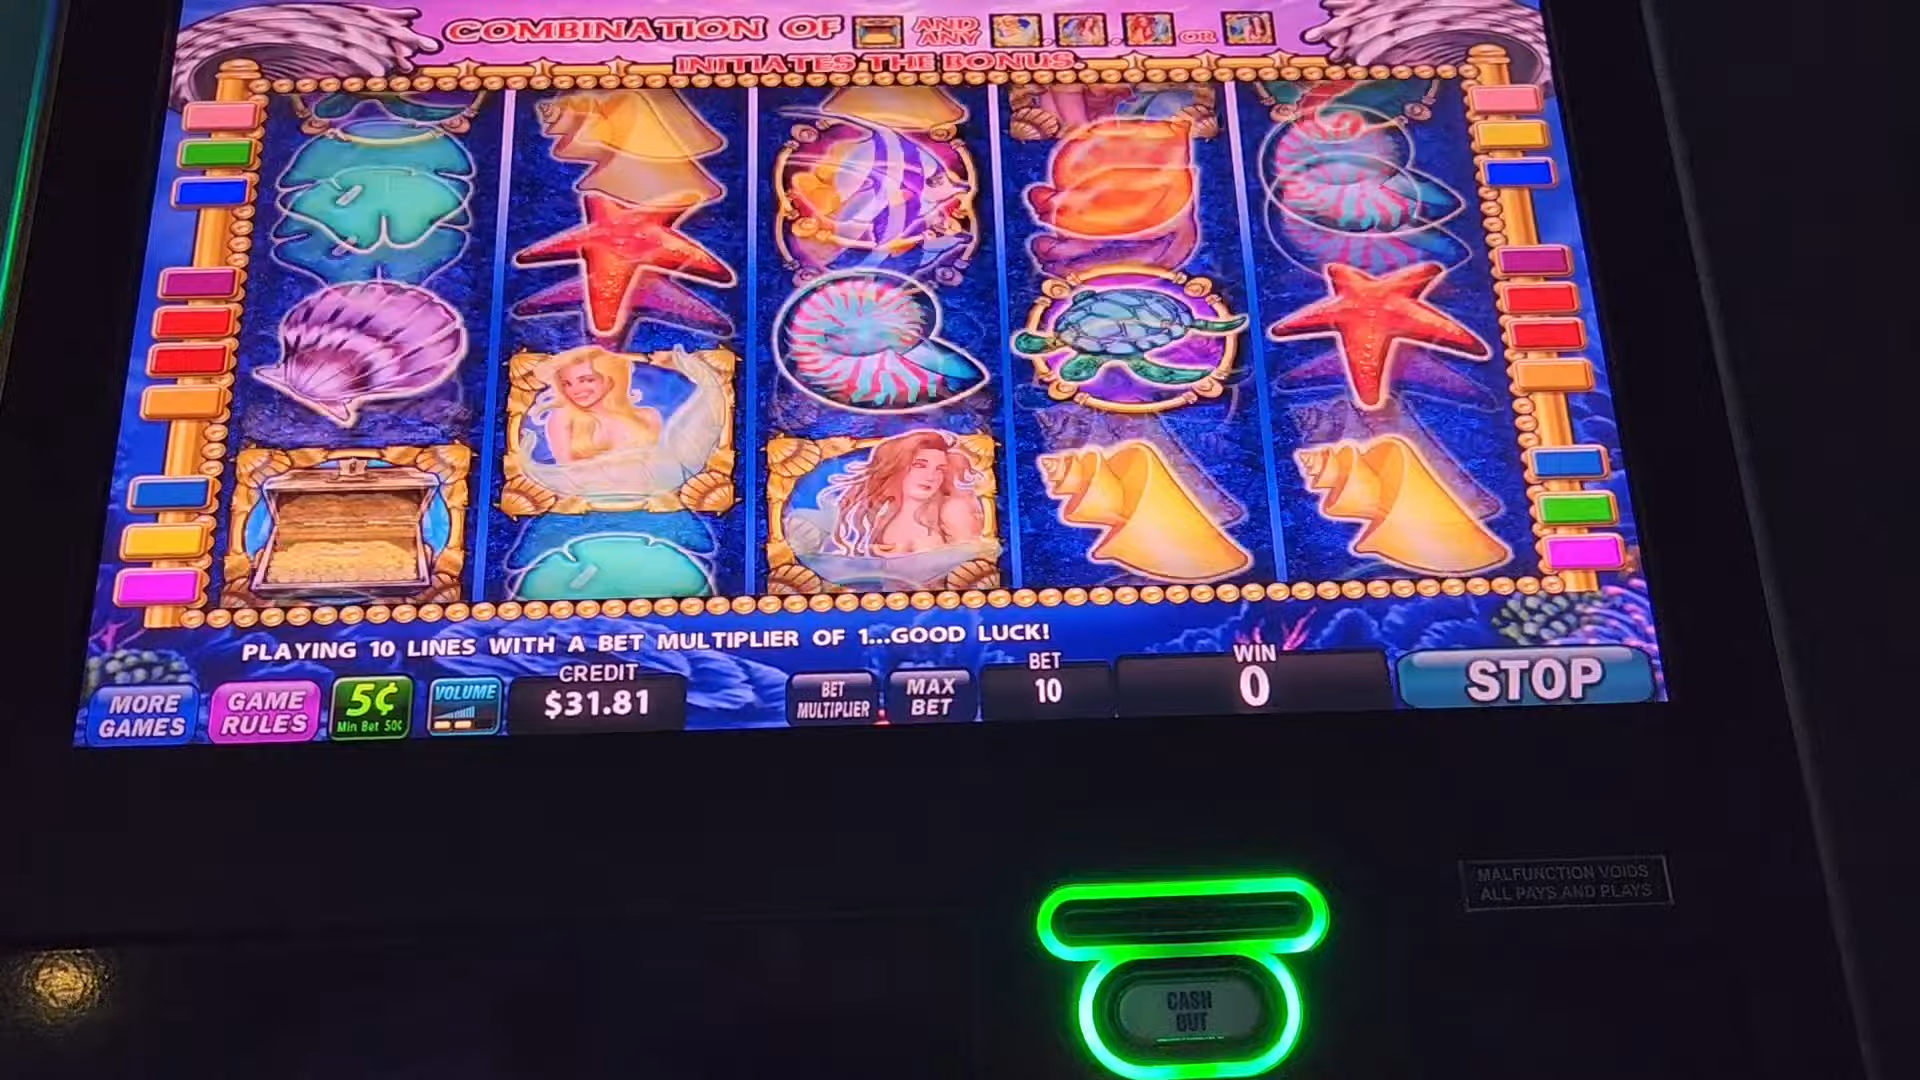 COMBINATION OF AND ANY , , OR
INITIATES THE BONUS.
PLAYING 10 LINES WITH A BET MULTIPLIER OF 1...GOOD LUCK!
MORE GAMES
GAME RULES
5¢
Min Bet 50¢
VOLUME
CREDIT
$31.81
BET MULTIPLIER
MAX BET
BET
10
WIN
0
STOP
MALFUNCTION VOIDS
ALL PAYS AND PLAYS
CASH
OUT